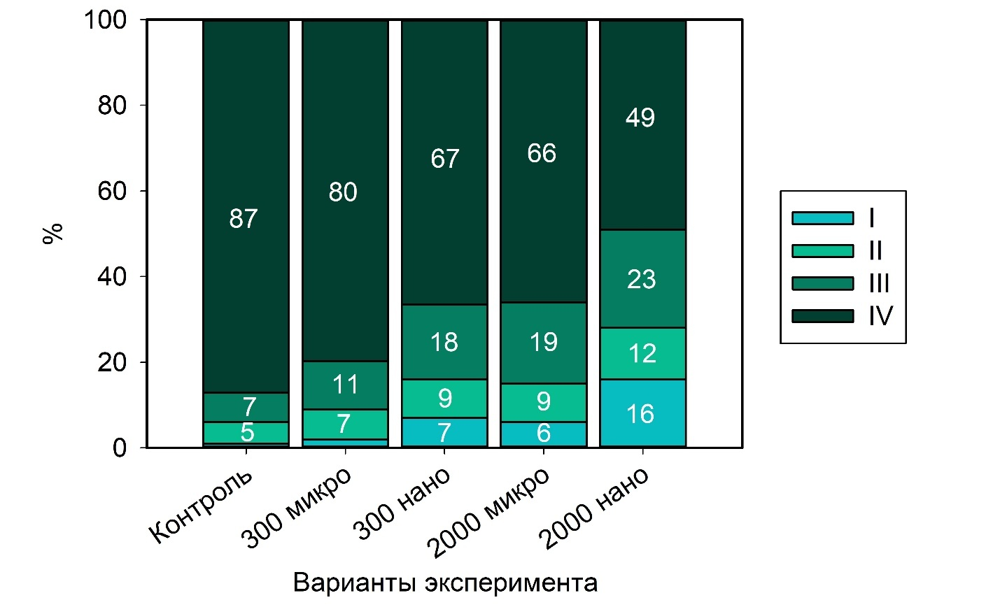 100
80
60
40
20
0
%
87
7
5
80
11
7
67
18
9
7
66
19
9
6
49
23
12
16
Контроль
300 микро
300 нано
2000 микро
2000 нано
Варианты эксперимента
I
II
III
IV